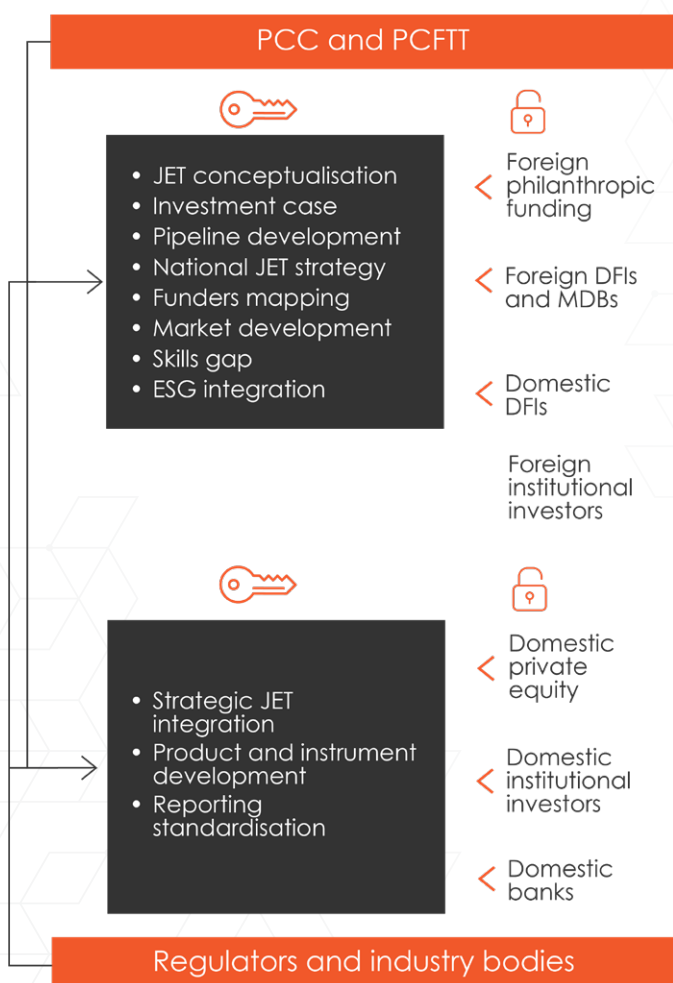 PCC and PCFTT
• JET conceptualisation
• Investment case
• Pipeline development
• National JET strategy
• Funders mapping
• Market development
• Skills gap
• ESG integration
Foreign
philanthropic
funding
Foreign DFIs
and MDBs
Domestic
DFIs
Foreign
institutional
investors
• Strategic JET
integration
• Product and instrument
development
• Reporting
standardisation
Domestic
private
equity
Domestic
institutional
investors
Domestic
banks
Regulators and industry bodies